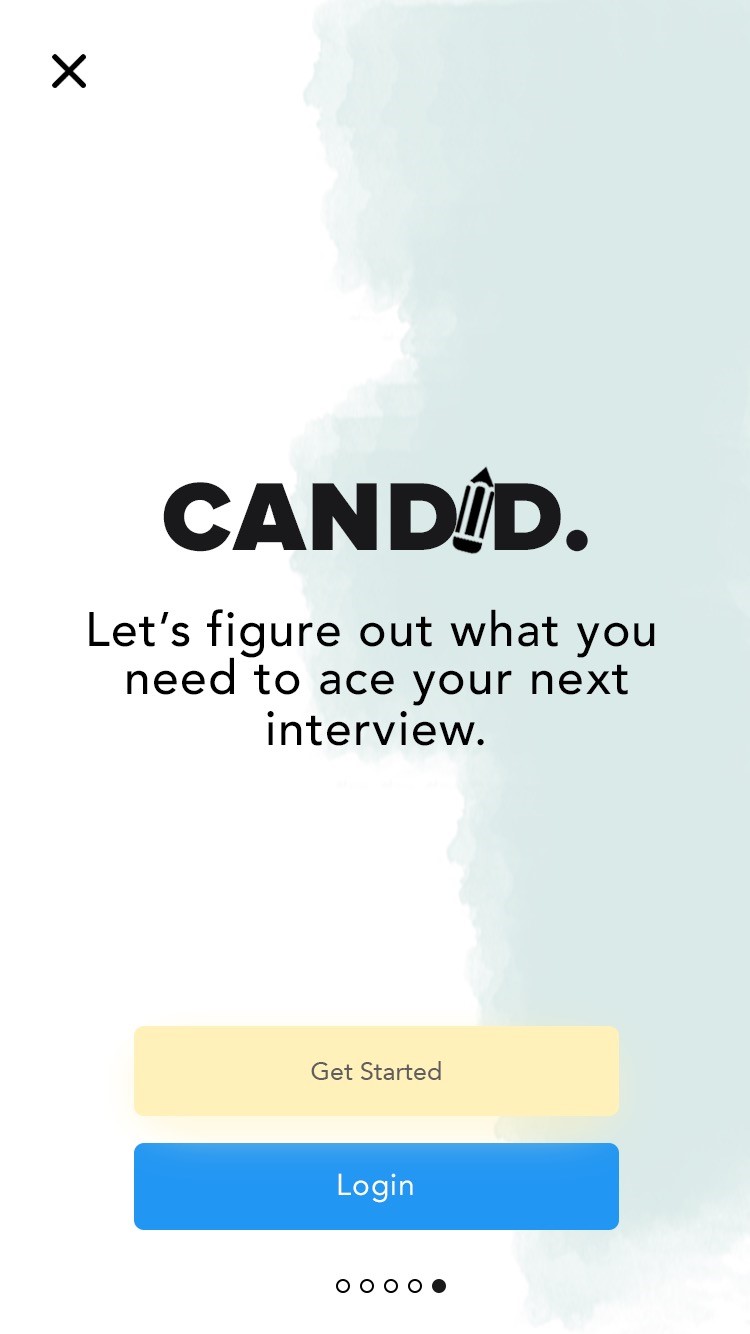 CANDID.
Let’s figure out what you
need to ace your next
interview.
Get Started
Login